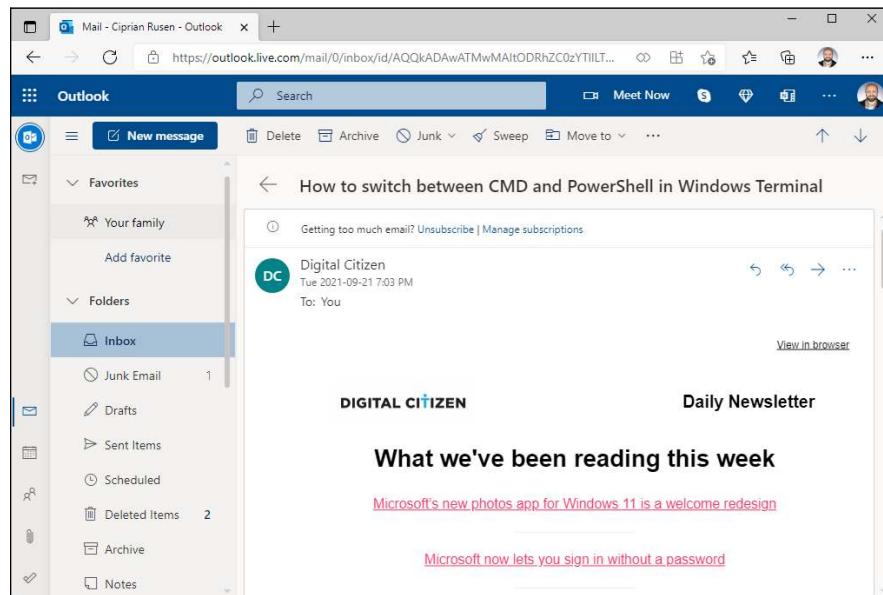 Mail - Ciprian Rusen - Outlook
https://outlook.live.com/mail/0/inbox/id/AQQkADAwATMwMAItODRhZC0zYTIILT...
Outlook
Search
Meet Now
New message
Delete
Archive
Junk
Sweep
Move to
Favorites
Your family
Add favorite
Folders
Inbox
Junk Email 1
Drafts
Sent Items
Scheduled
Deleted Items 2
Archive
Notes
How to switch between CMD and PowerShell in Windows Terminal
Getting too much email? Unsubscribe | Manage subscriptions
DC
Digital Citizen
Tue 2021-09-21 7:03 PM
To: You
View in browser
DIGITAL CITIZEN
Daily Newsletter
What we've been reading this week
Microsoft's new photos app for Windows 11 is a welcome redesign
Microsoft now lets you sign in without a password